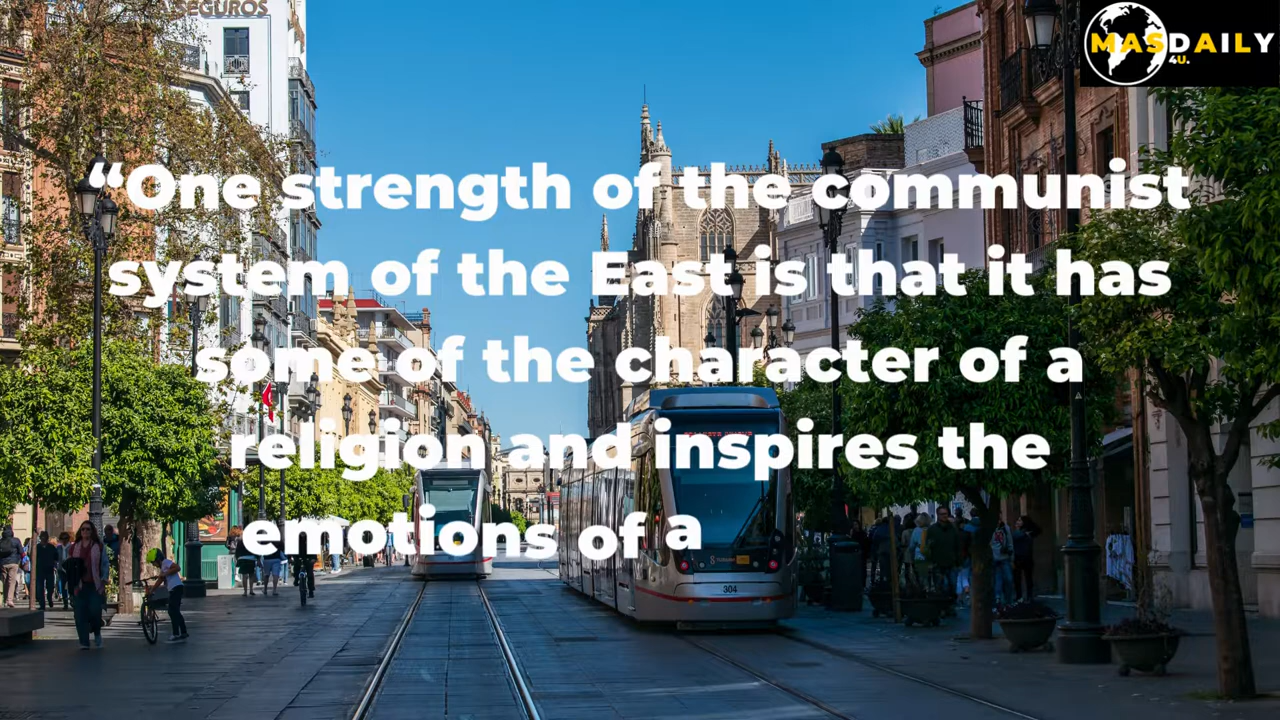 SEGUROS
MASDAILY
4U.
“One strength of the communist
system of the East is that it has
some of the character of a
religion and inspires the
emotions of a
304